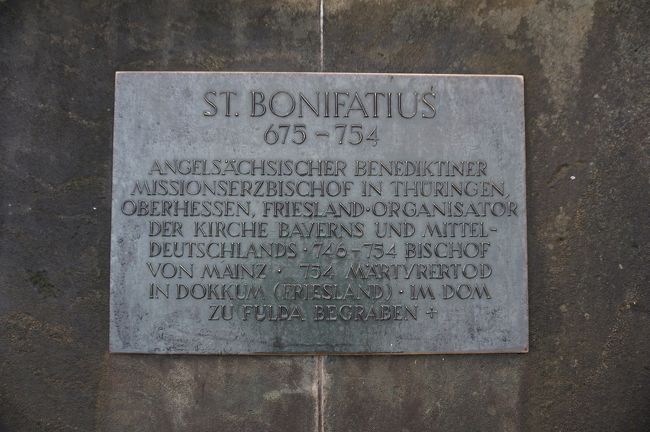 ST. BONIFATIUS
675 - 754
ANGELSÄCHSISCHER BENEDIKTINER
MISSIONSERZBISCHOF IN THÜRINGEN,
OBERHESSEN, FRIESLAND·ORGANISATOR
DER KIRCHE BAYERNS UND MITTEL-
DEUTSCHLANDS · 746-754 BISCHOF
VON MAINZ · 754 MÄRTYRERTOD
IN DOKKUM (FRIESLAND) · IM DOM
ZU FULDA BEGRABEN +